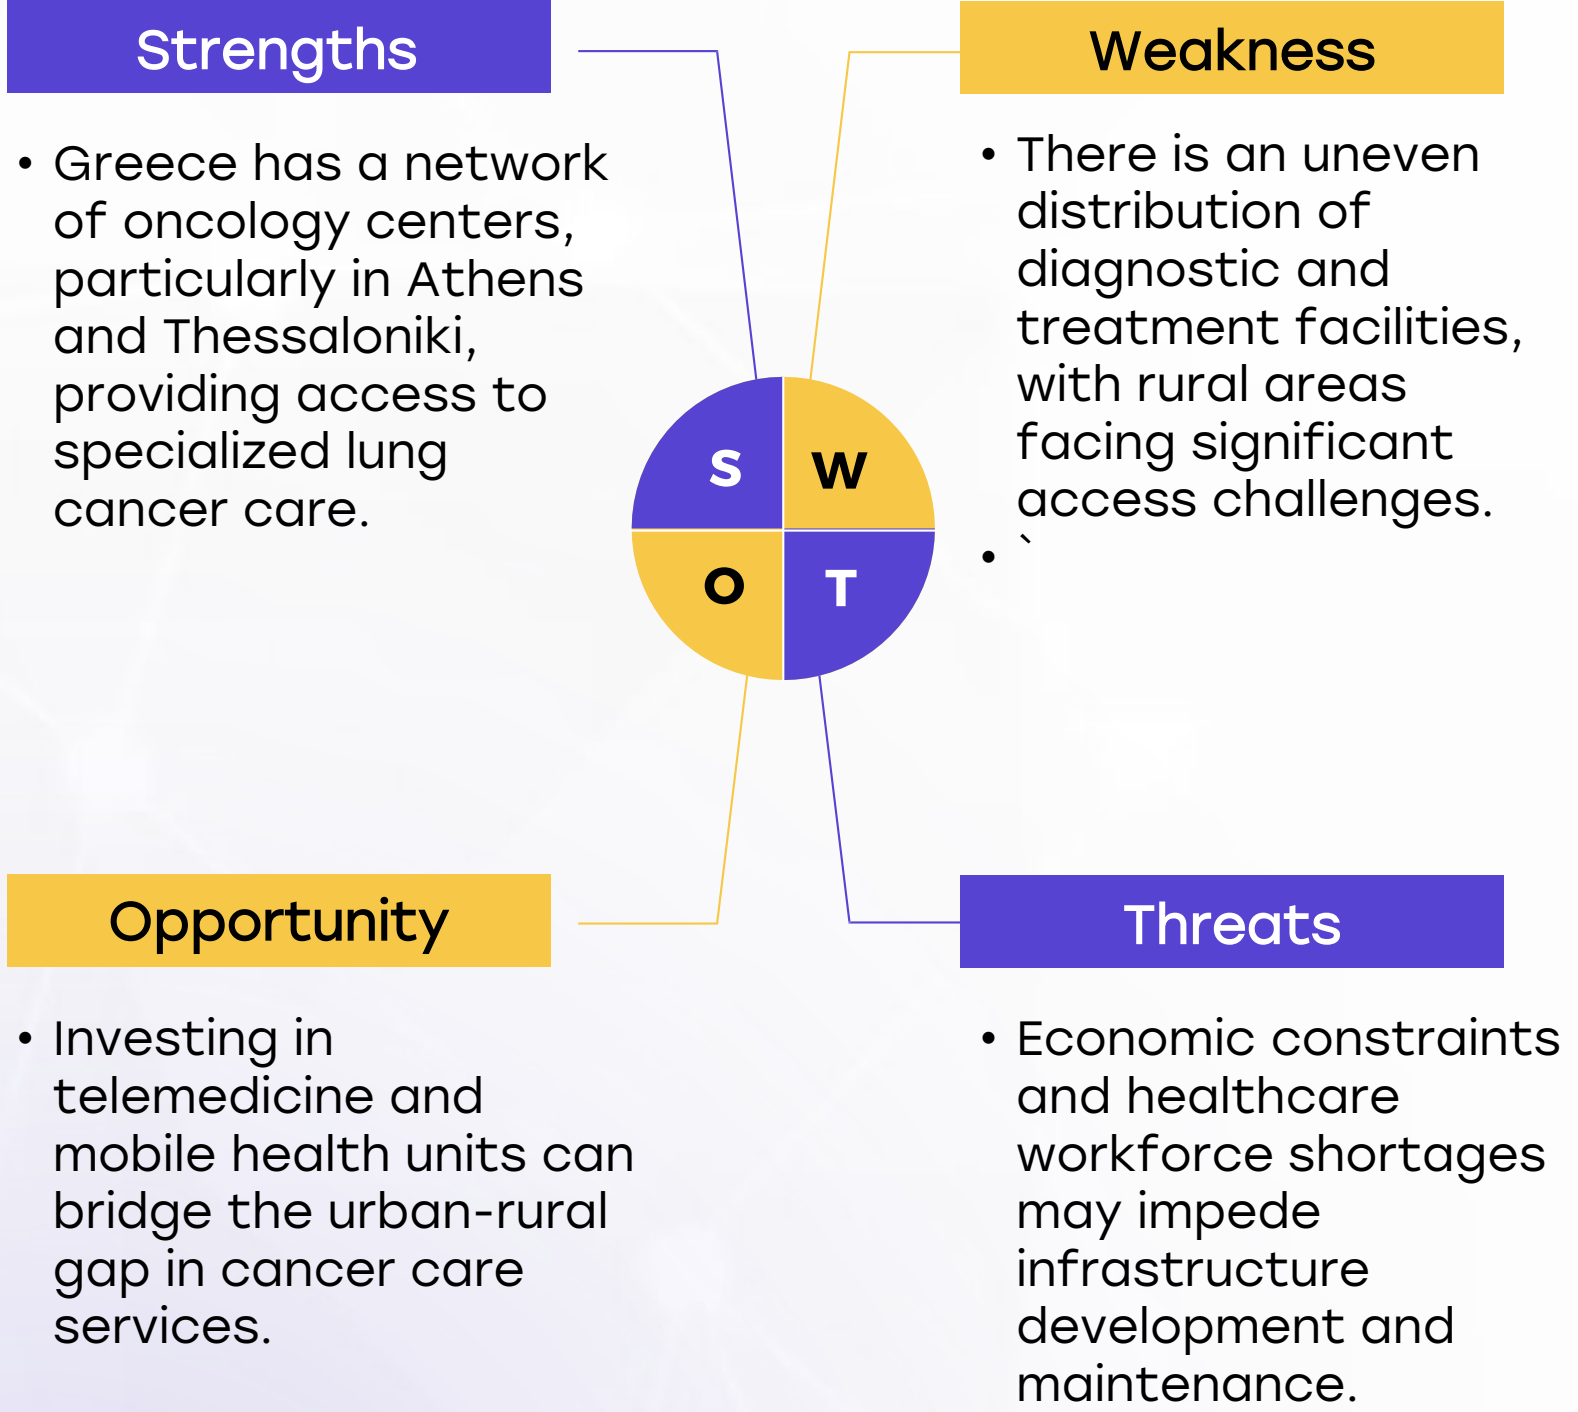 Strengths
• Greece has a network
of oncology centers,
particularly in Athens
and Thessaloniki,
providing access to
specialized lung
cancer care.
Weakness
• There is an uneven
distribution of
diagnostic and
treatment facilities,
with rural areas
facing significant
access challenges.
• `
S
W
O
T
Opportunity
• Investing in
telemedicine and
mobile health units can
bridge the urban-rural
gap in cancer care
services.
Threats
• Economic constraints
and healthcare
workforce shortages
may impede
infrastructure
development and
maintenance.